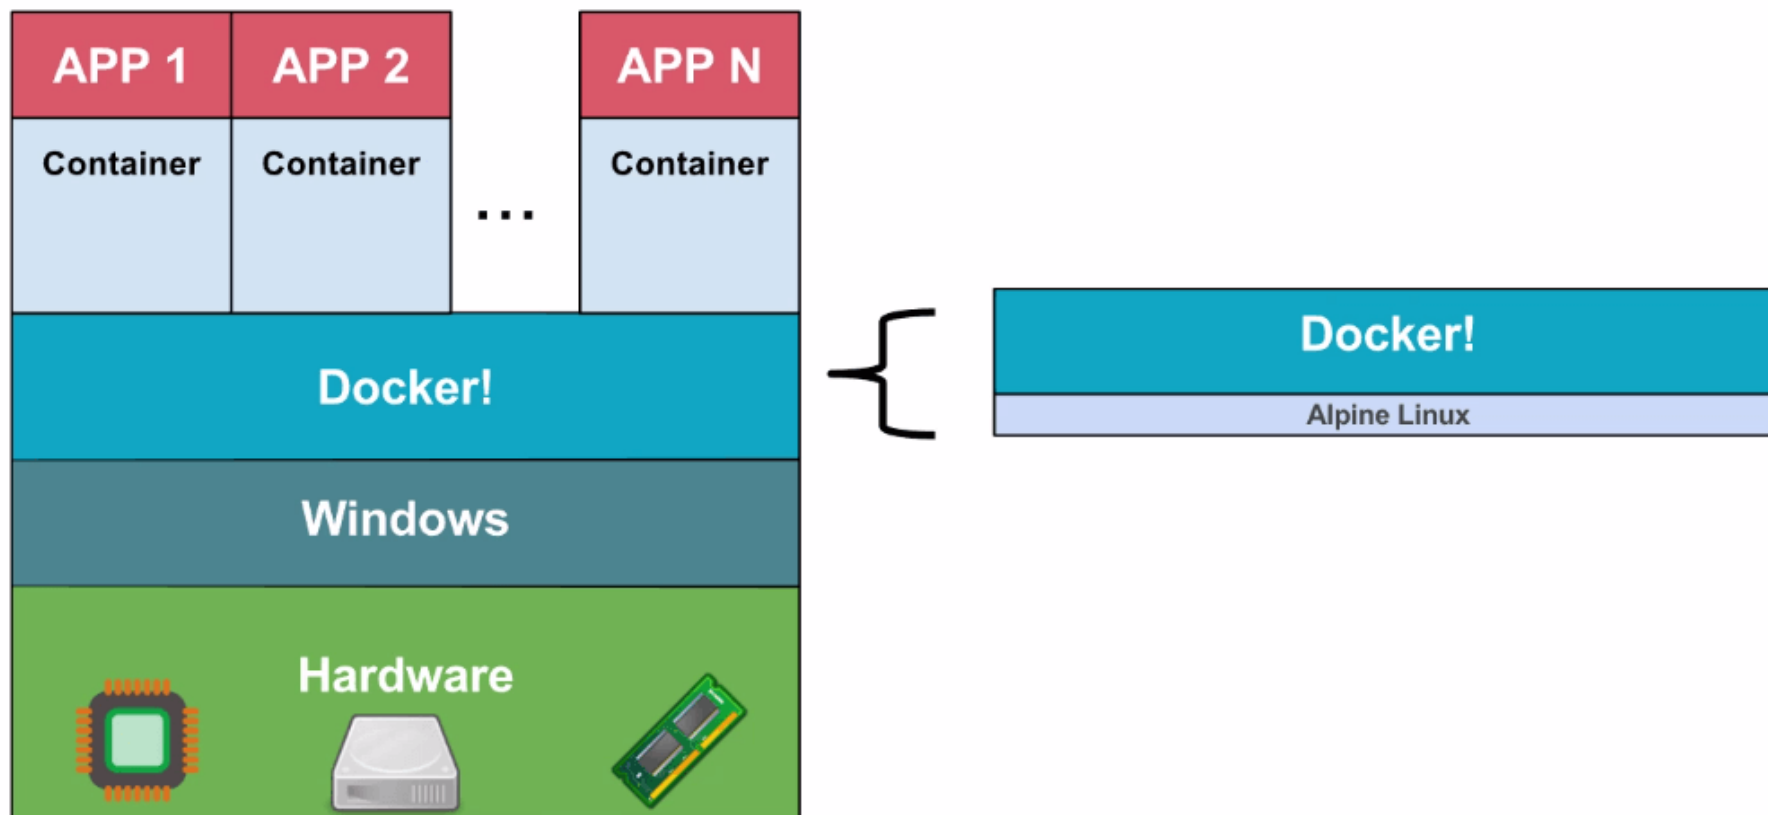 APP 1 APP 2 APP N
Container Container Container
...
Docker!
Windows
Hardware
Docker!
Alpine Linux